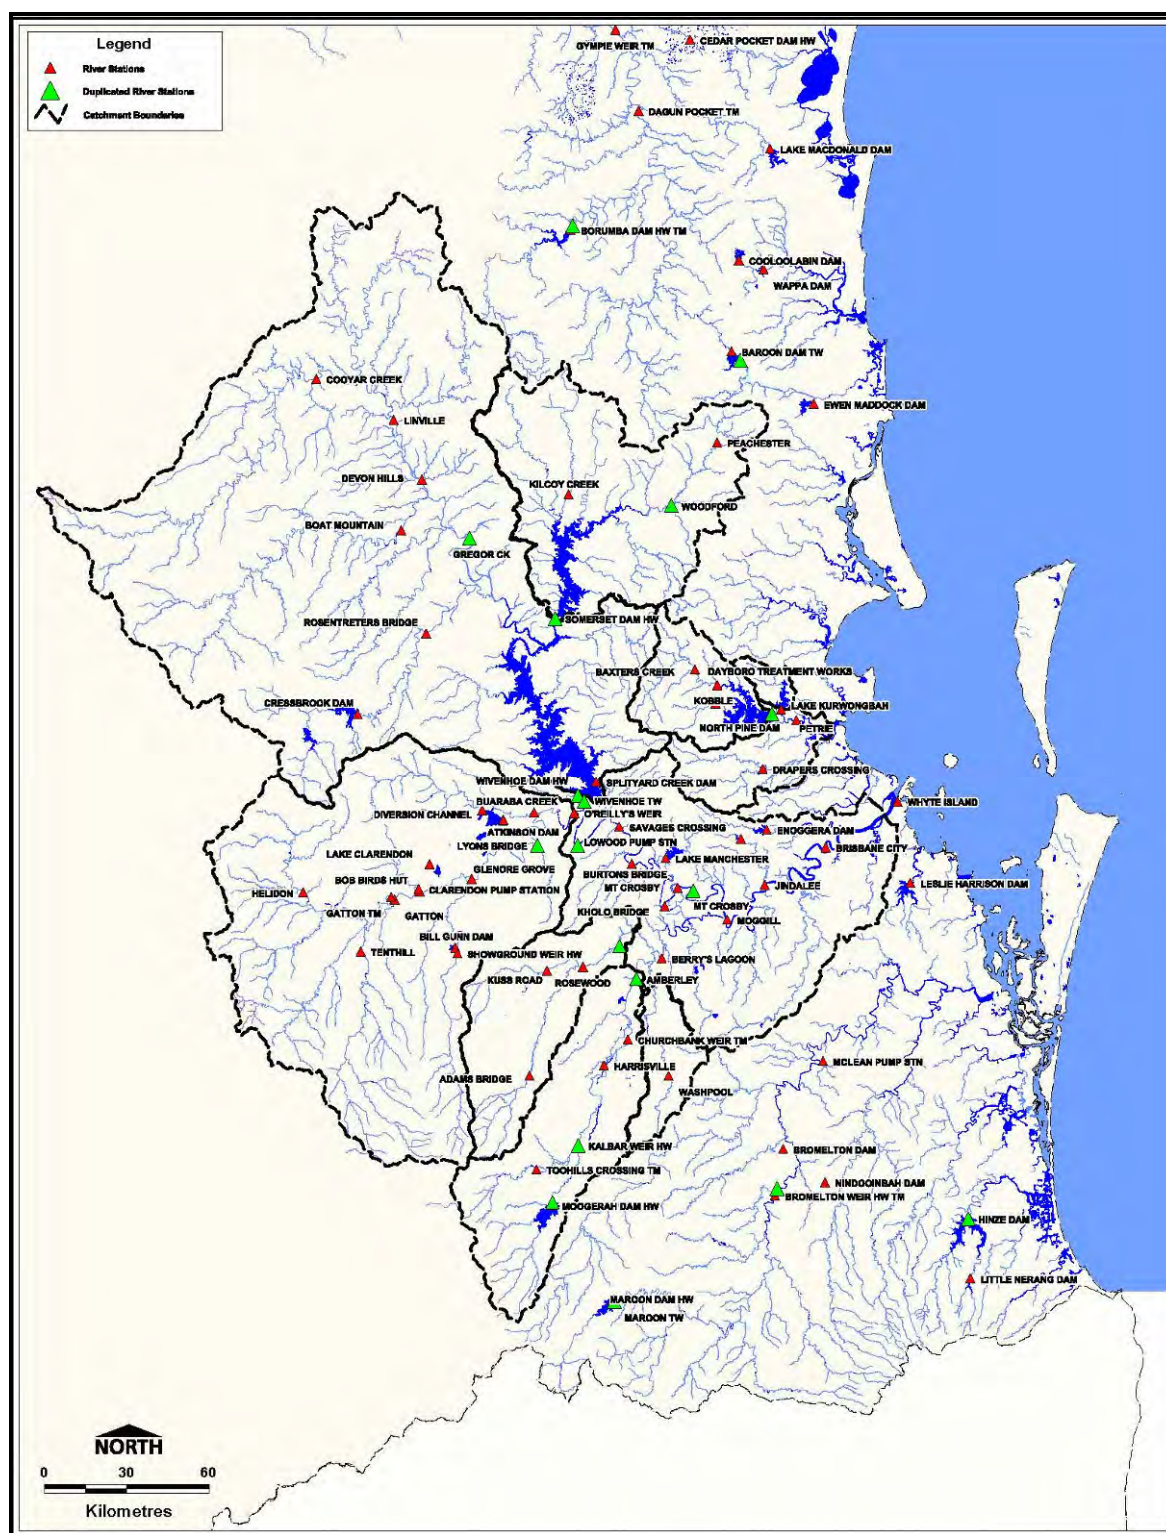 Legend
River Stations
Duplicated River Stations
Catchment Boundaries
GYMPIE WEIR TM
CEDAR POCKET DAM HW
DAGUN POCKET TM
LAKE MACDONALD DAM
BORUMBA DAM HW TM
COOLOOLABIN DAM
WAPPA DAM
BAROON DAM TW
COOYAR CREEK
EWEN MADDOCK DAM
LINVILLE
PEACHESTER
DEVON HILLS
KILCOY CREEK
WOODFORD
BOAT MOUNTAIN
GREGOR CK
SOMERSET DAM HW
ROSENTRETERS BRIDGE
BAXTERS CREEK
DAYBORO TREATMENT WORKS
CRESSBROOK DAM
KOBBLE
LAKE KURWONGBAH
NORTH PINE DAM
PETRIE
DRAPERS CROSSING
WIVENHOE DAM HW
SPLITYARD CREEK DAM
BUARABA CREEK
WIVENHOE TW
WHYTE ISLAND
DIVERSION CHANNEL
O'REILLY'S WEIR
ATKINSON DAM
SAVAGES CROSSING
ENOGGERA DAM
LYONS BRIDGE
LOWOOD PUMP STN
BRISBANE CITY
LAKE CLARENDON
LAKE MANCHESTER
GLENORE GROVE
BURTONS BRIDGE
BOB BIRDS HUT
CLARENDON PUMP STATION
MT CROSBY
JINDALEE
LESLIE HARRISON DAM
HELIDON
GATTON TM
GATTON
KHOLO BRIDGE
MT CROSBY
MOGGILL
BILL GUNN DAM
TENTHILL
SHOWGROUND WEIR HW
BERRY'S LAGOON
KUSS ROAD
ROSEWOOD
AMBERLEY
CHURCHBANK WEIR TM
MCLEAN PUMP STN
HARRISVILLE
ADAMS BRIDGE
WASHPOOL
KALBAR WEIR HW
BROMELTON DAM
TOOHILLS CROSSING TM
NINDOOINBAH DAM
BROMELTON WEIR HW TM
MOOGERAH DAM HW
HINZE DAM
LITTLE NERANG DAM
MAROON DAM HW
MAROON TW
NORTH
0 30 60
Kilometres